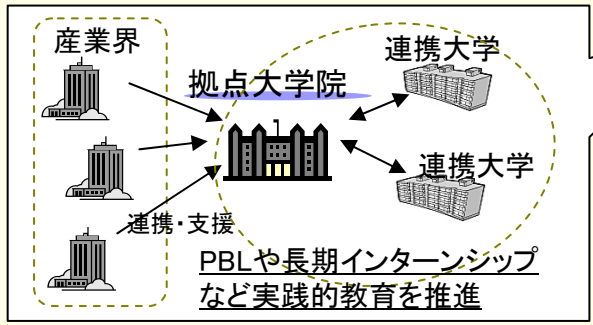 産業界
連携大学
拠点大学院
連携大学
連携・支援
PBLや長期インターンシップ
など実践的教育を推進